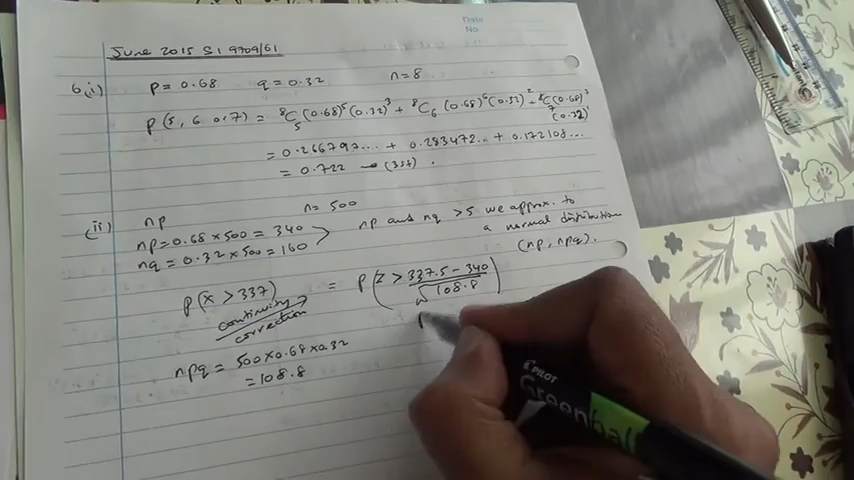 Date
No.
June 2015 S1 9709/61
6.(i) p = 0.68 q = 0.32 n = 8
P(5, 6 or 7) = ⁸C₅ (0.68)⁵ (0.32)³ + ⁸C₆ (0.68)⁶ (0.32)² + ⁸C₇ (0.68)⁷ (0.32)¹
= 0.266797... + 0.283472... + 0.172108...
= 0.722 → (3sf).
(ii) np n = 500
np = 0.68 × 500 = 340
nq = 0.32 × 500 = 160
np and nq > 5 we approx. to
a normal distribution
(np, npq).
P(X > 337) = P(Z > (337.5 - 340)/√108.8)
continuity
correction
npq = 500 × 0.68 × 0.32
= 108.8
PILOT
Greenball